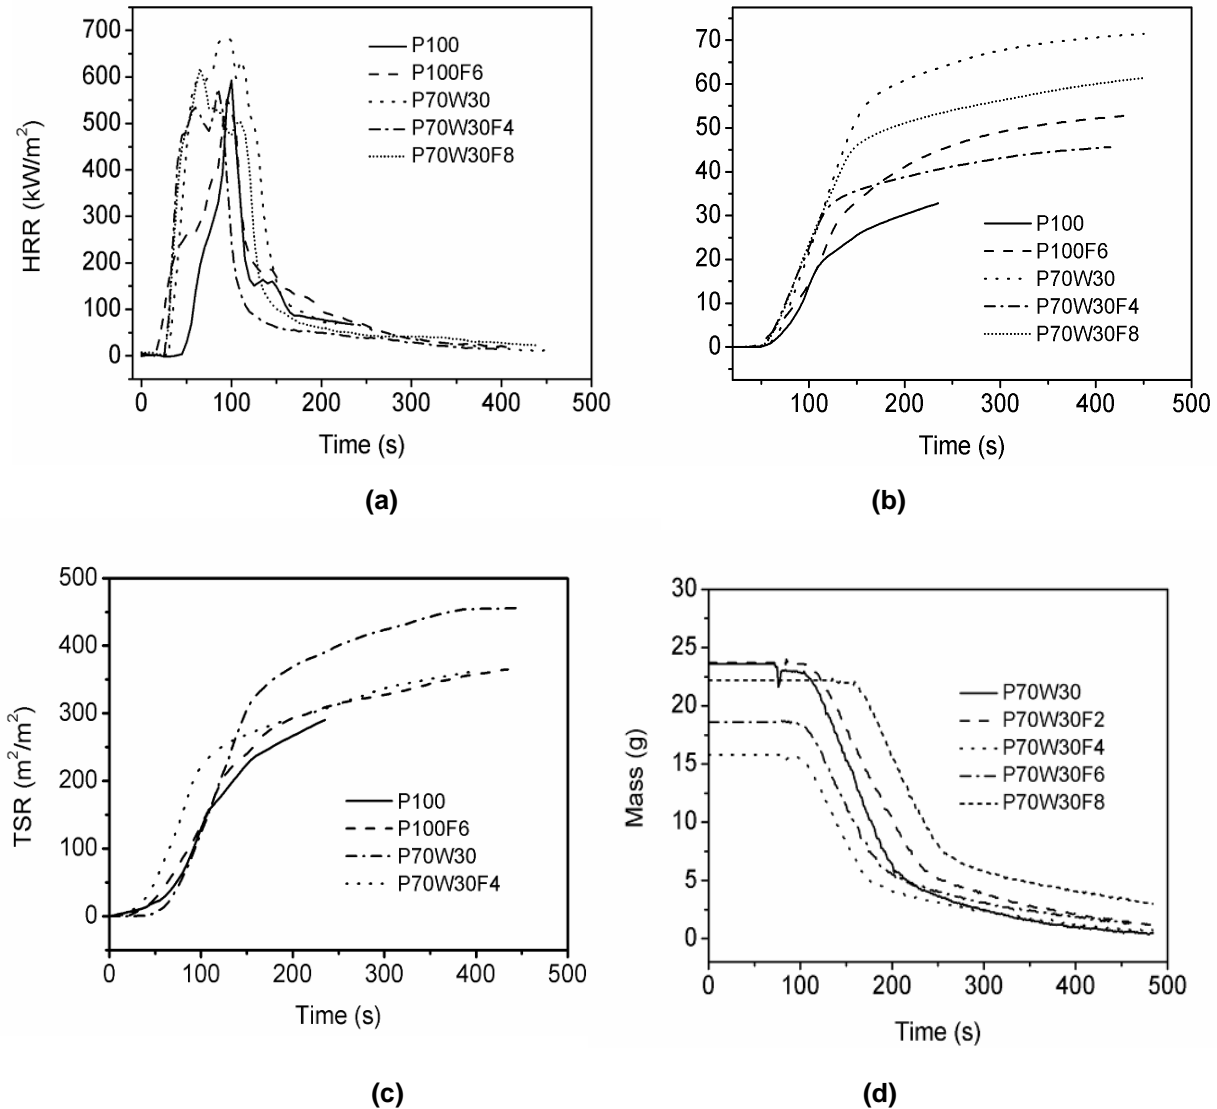 700
600
500
400
300
200
100
0
HRR (kW/m²)
P100
P100F6
P70W30
P70W30F4
P70W30F8
0 100 200 300 400 500
Time (s)
(a)
70
60
50
40
30
20
10
0
P100
P100F6
P70W30
P70W30F4
P70W30F8
100 200 300 400 500
Time (s)
(b)
500
400
300
200
100
0
TSR (m²/m²)
P100
P100F6
P70W30
P70W30F4
0 100 200 300 400 500
Time (s)
(c)
30
25
20
15
10
5
0
Mass (g)
P70W30
P70W30F2
P70W30F4
P70W30F6
P70W30F8
0 100 200 300 400 500
Time (s)
(d)